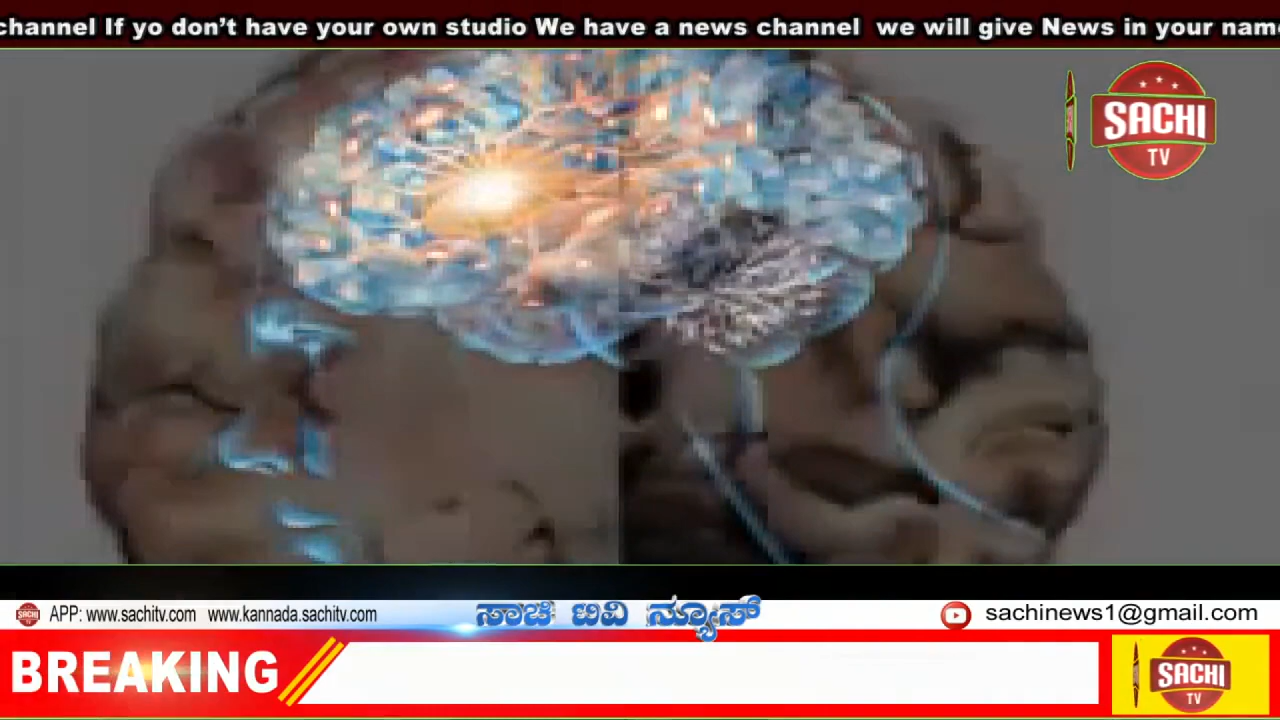 channel If yo don’t have your own studio We have a news channel we will give News in your nam
SACHI
TV
APP: www.sachitv.com www.kannada.sachitv.com
ಸಾಚಿ ಟಿವಿ ನ್ಯೂಸ್
sachinews1@gmail.com
BREAKING
SACHI
TV